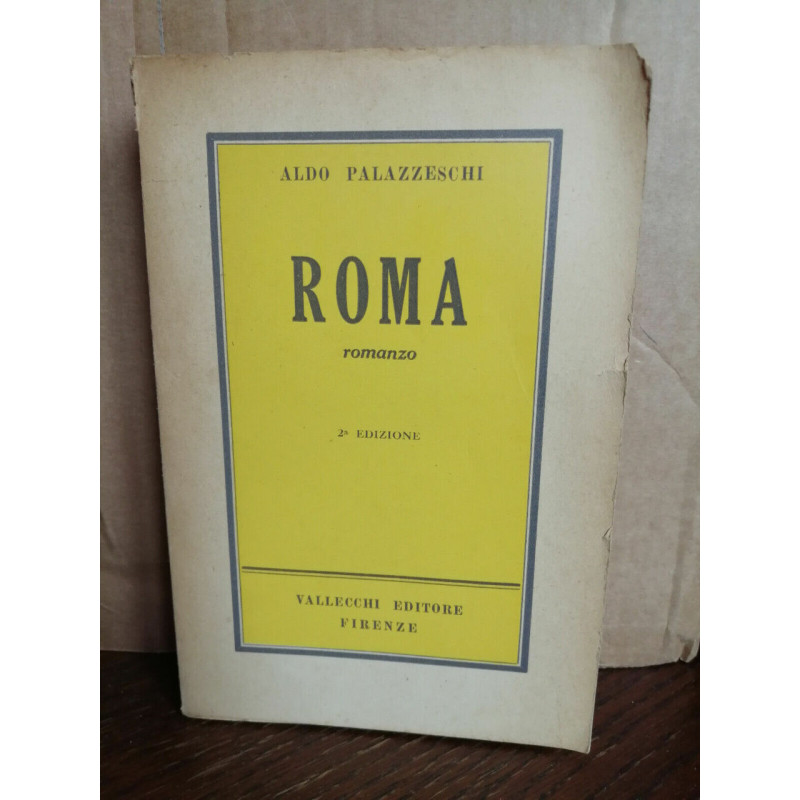 ALDO PALAZZESCHI
ROMA
romanzo
2ª EDIZIONE
VALLECCHI EDITORE
FIRENZE